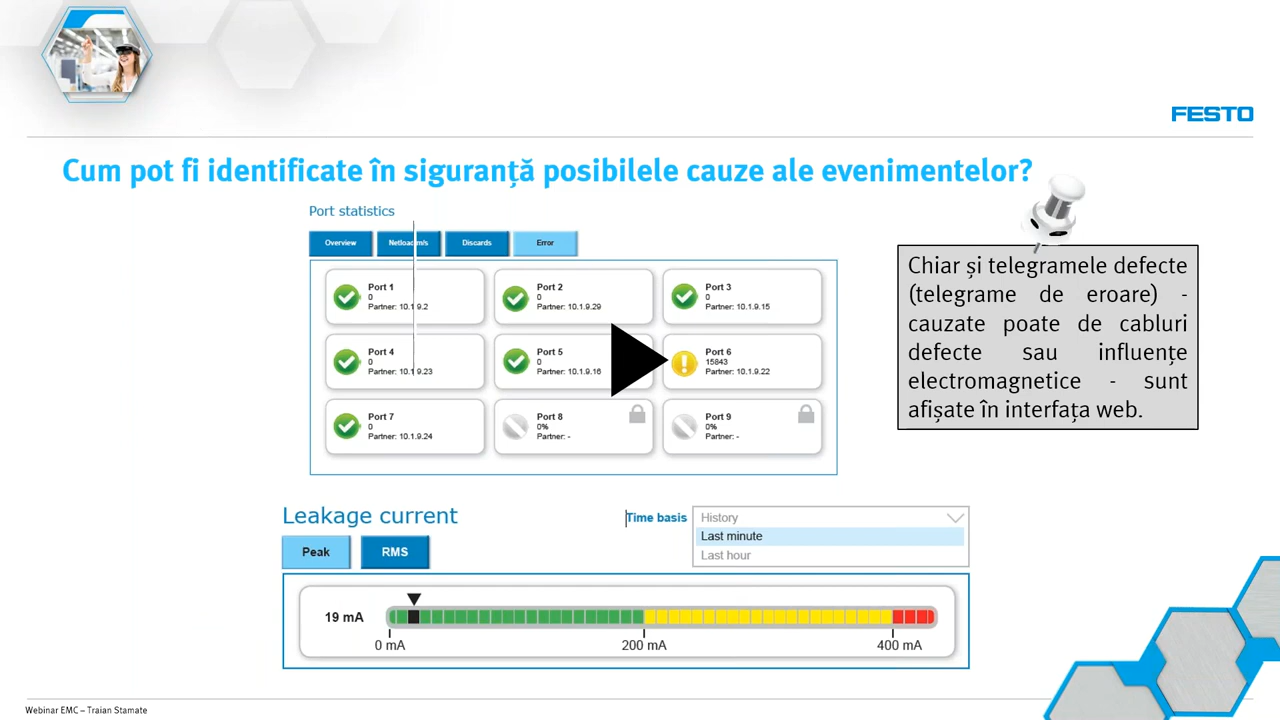 FESTO
Cum pot fi identificate în siguranță posibilele cauze ale evenimentelor?
Port statistics
Overview
Netload m/s
Discards
Error
Port 1
0
Partner: 10.1.9.2
Port 2
0
Partner: 10.1.9.29
Port 3
0
Partner: 10.1.9.15
Port 4
0
Partner: 10.1.9.23
Port 5
0
Partner: 10.1.9.16
Port 6
15843
Partner: 10.1.9.22
Port 7
0
Partner: 10.1.9.24
Port 8
0%
Partner: -
Port 9
0%
Partner: -
Chiar și telegramele defecte
(telegrame de eroare) -
cauzate poate de cabluri
defecte sau influențe
electromagnetice - sunt
afișate în interfața web.
Leakage current
Time basis
History
Last minute
Last hour
Peak
RMS
19 mA
0 mA
200 mA
400 mA
Webinar EMC – Traian Stamate